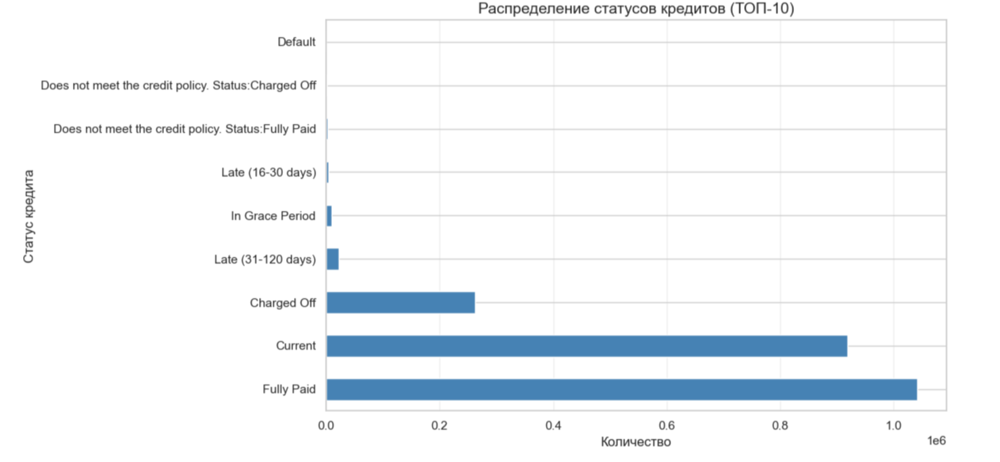 Распределение статусов кредитов (ТОП-10)
Default
Does not meet the credit policy. Status:Charged Off
Does not meet the credit policy. Status:Fully Paid
Late (16-30 days)
In Grace Period
Late (31-120 days)
Charged Off
Current
Fully Paid
Статус кредита
0.0 0.2 0.4 0.6 0.8 1.0
Количество
1e6